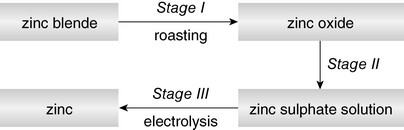 Stage I
zinc blende
zinc oxide
roasting
Stage II
Stage III
zinc
zinc sulphate solution
electrolysis